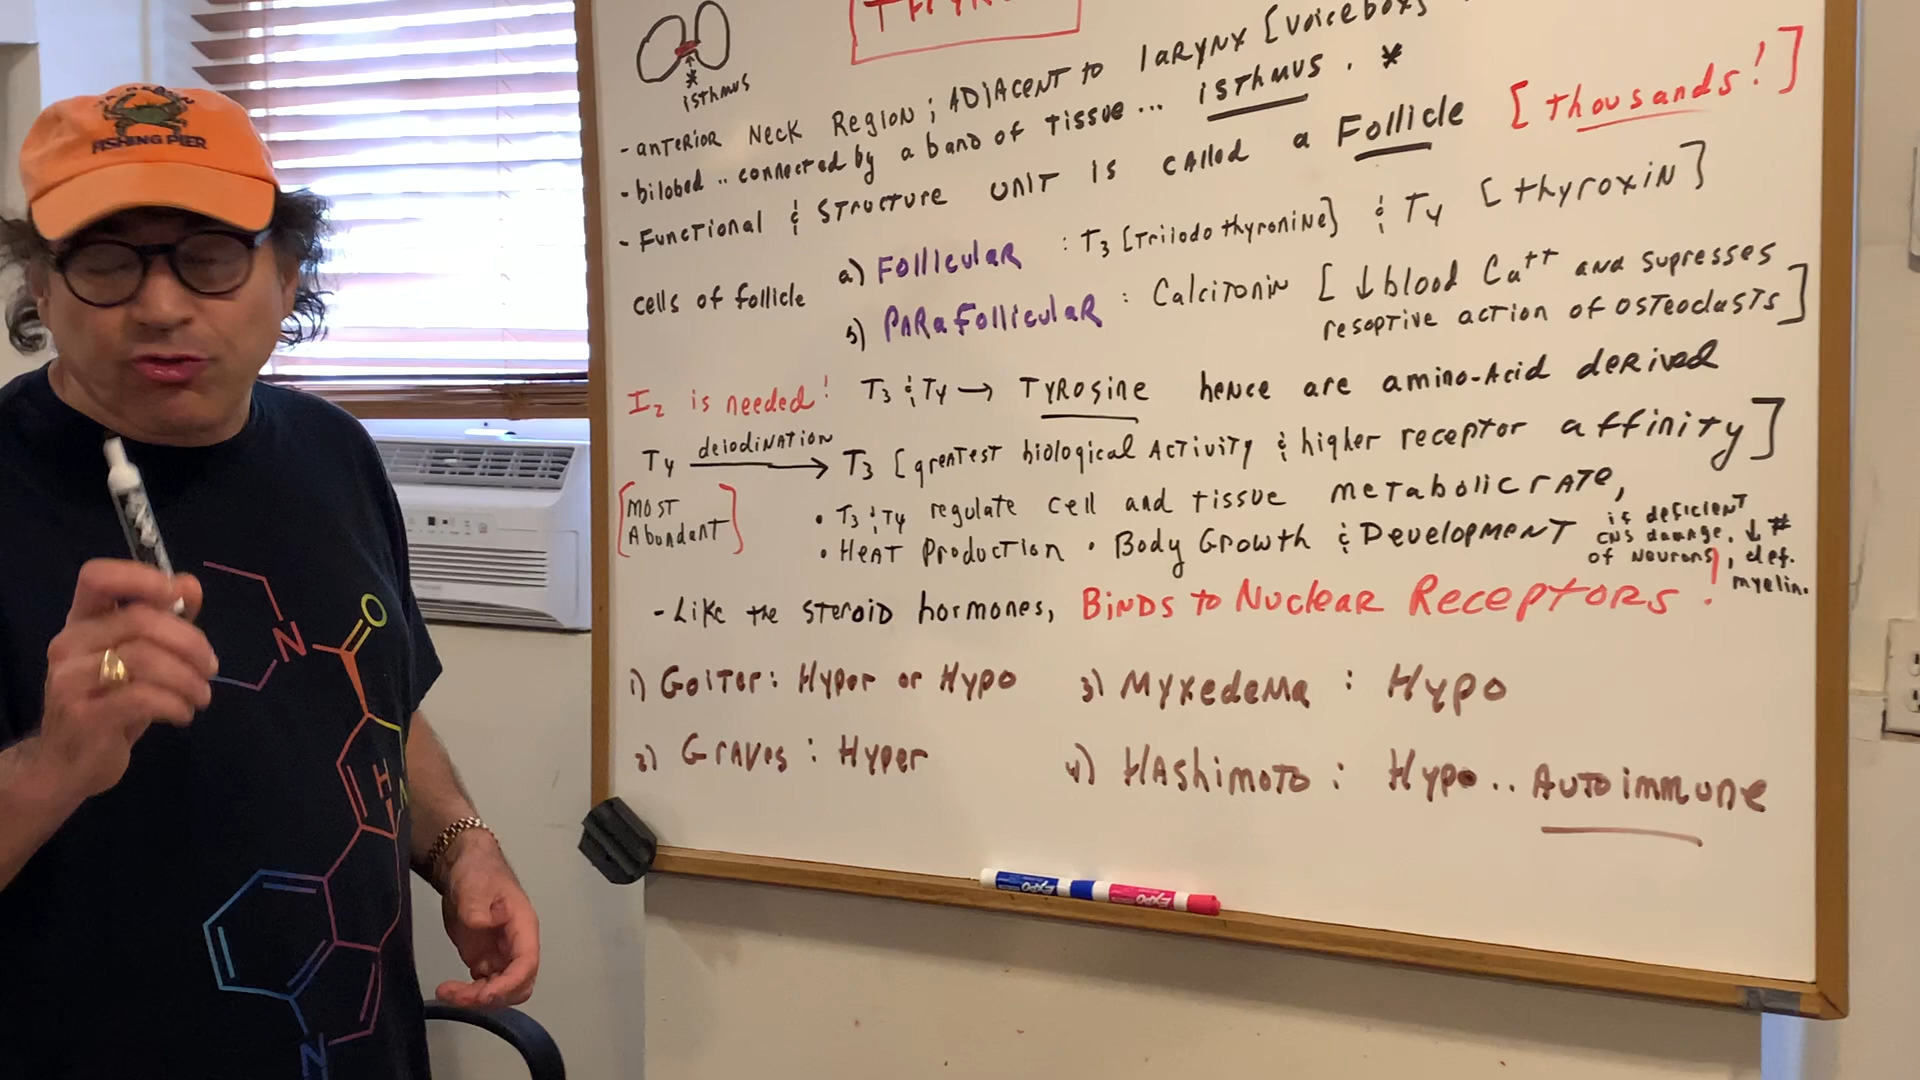 FISHING PIER
*
isthmus
- anterior Neck Region ; ADJACENT to larynx [voicebox]
- bilobed .. connected by a band of tissue ... isthmus . *
- Functional & Structure unit is called a Follicle [thousands!]
cells of follicle
a) Follicular : T3 [Triiodothyronine] & T4 [thyroxin]
b) Parafollicular : Calcitonin [↓ blood Ca++ and supresses
resoptive action of osteoclasts]
I2 is needed! T3 & T4 → Tyrosine hence are amino-Acid derived
T4 deiodination → T3 [greatest biological Activity & higher receptor affinity]
[most Abundant]
• T3 & T4 regulate cell and tissue metabolic rate,
• Heat Production • Body Growth & Development
if deficient
CNS damage, ↓ #
of neurons, def.
myelin.
- Like the steroid hormones, Binds to Nuclear Receptors!
1) Goiter: Hyper or Hypo
2) Graves : Hyper
3) Myxedema : Hypo
4) Hashimoto : Hypo .. Autoimmune
EXPO
EXPO
N
O
H
N